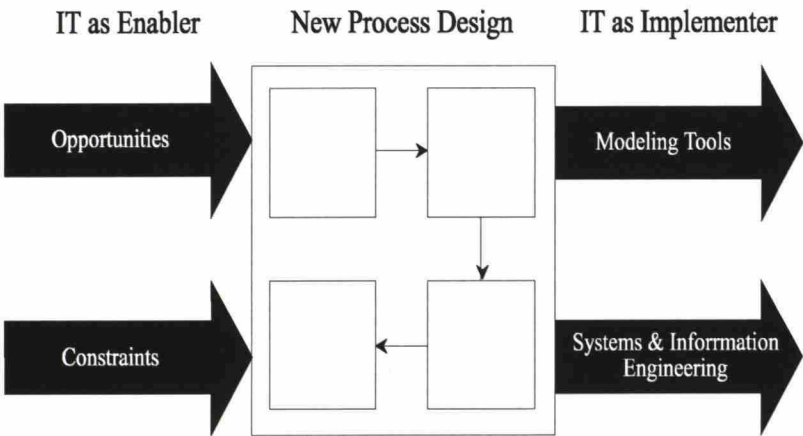 IT as Enabler
New Process Design
IT as Implementer
Opportunities
Modeling Tools
Constraints
Systems & Inforrmation
Engineering